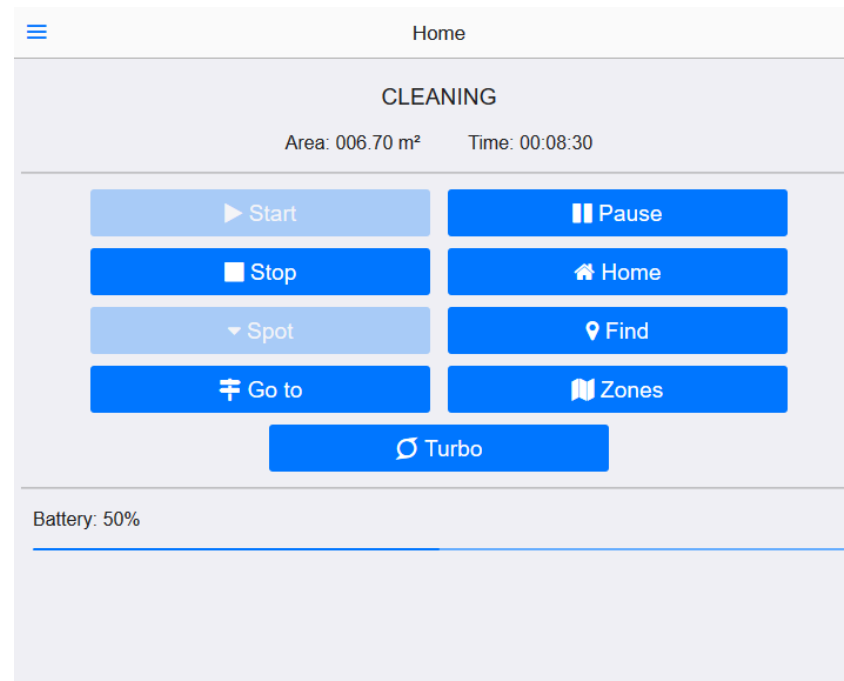 Home
CLEANING
Area: 006.70 m² Time: 00:08:30
Start Pause
Stop Home
Spot Find
Go to Zones
Turbo
Battery: 50%